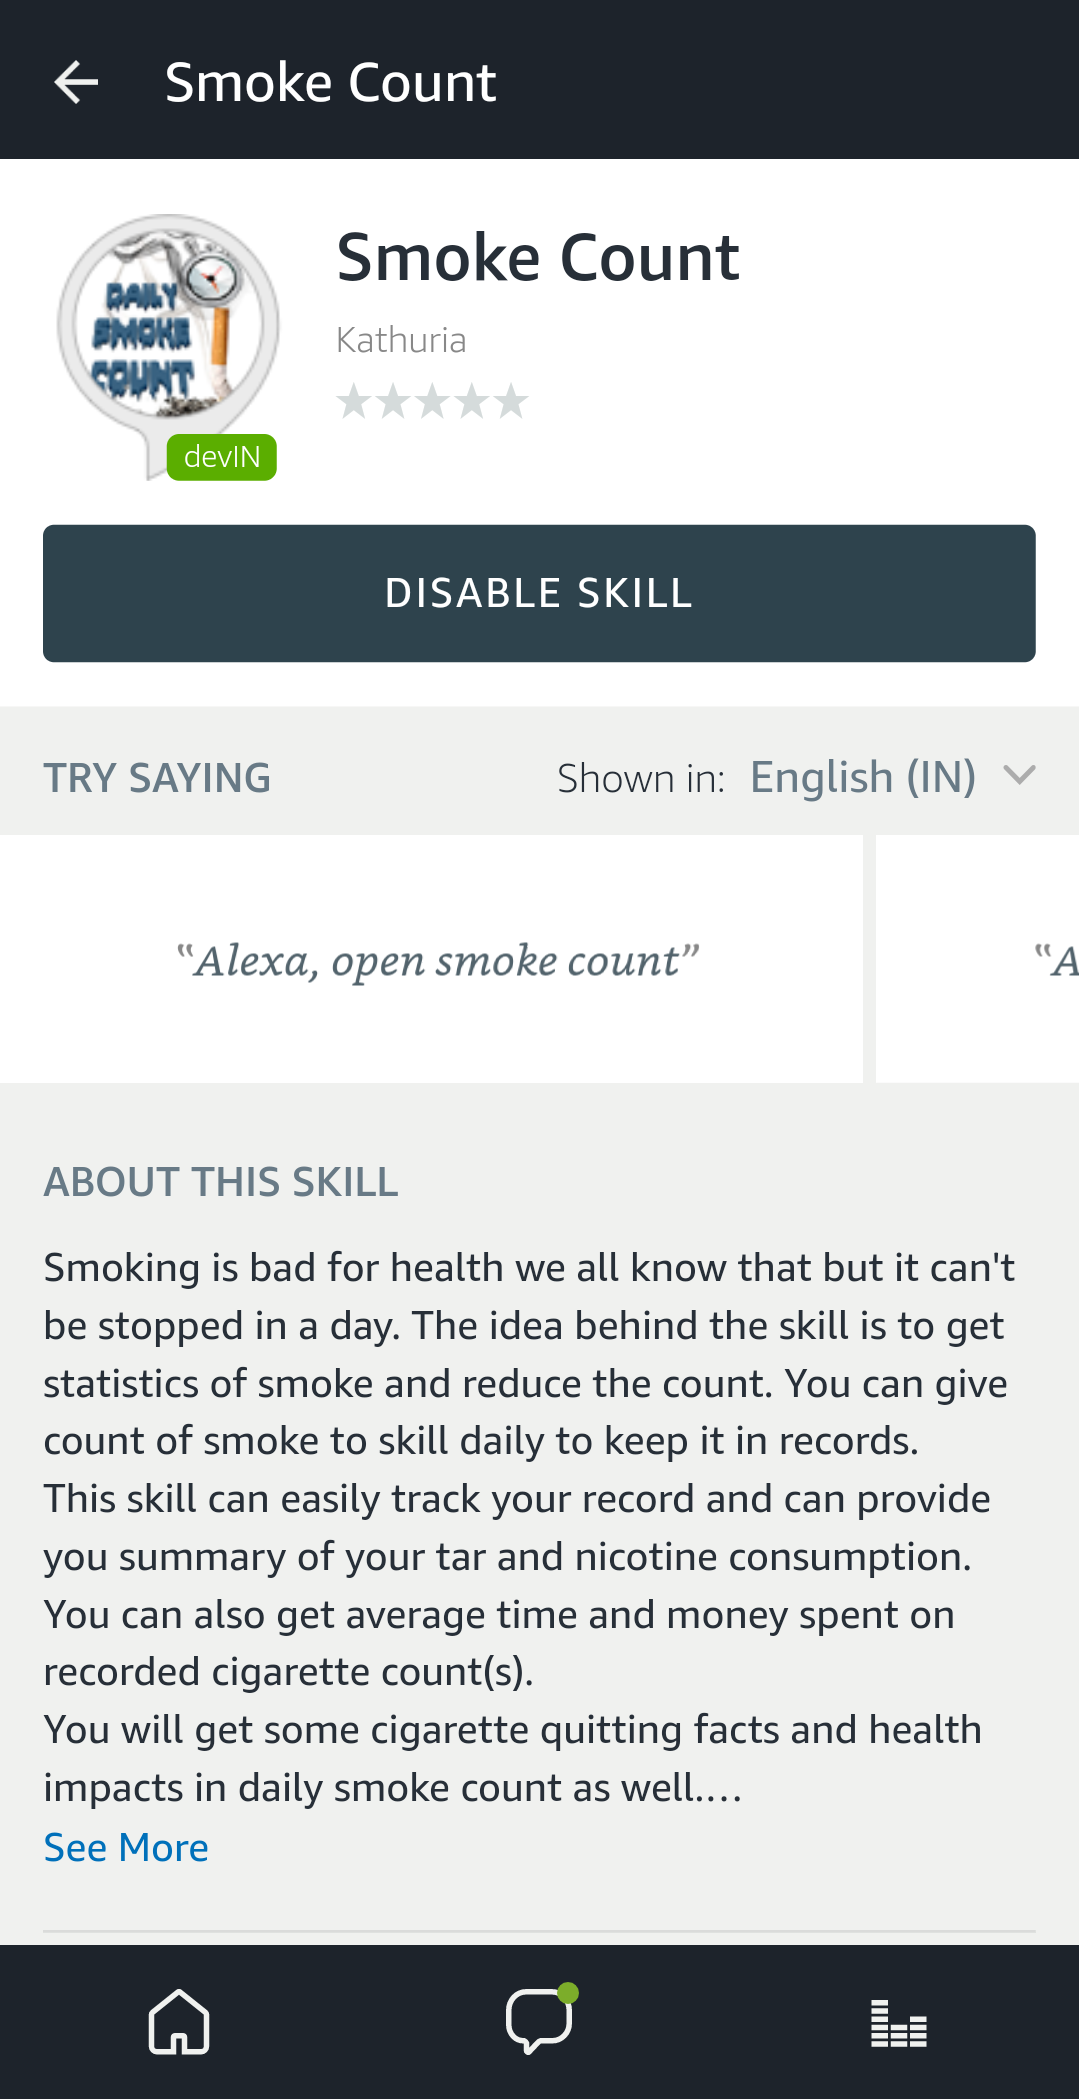 Smoke Count
DAILY
SMOKE
COUNT
devIN
Smoke Count
Kathuria
DISABLE SKILL
TRY SAYING
Shown in: English (IN)
“Alexa, open smoke count”
“A
ABOUT THIS SKILL
Smoking is bad for health we all know that but it can't
be stopped in a day. The idea behind the skill is to get
statistics of smoke and reduce the count. You can give
count of smoke to skill daily to keep it in records.
This skill can easily track your record and can provide
you summary of your tar and nicotine consumption.
You can also get average time and money spent on
recorded cigarette count(s).
You will get some cigarette quitting facts and health
impacts in daily smoke count as well.…
See More